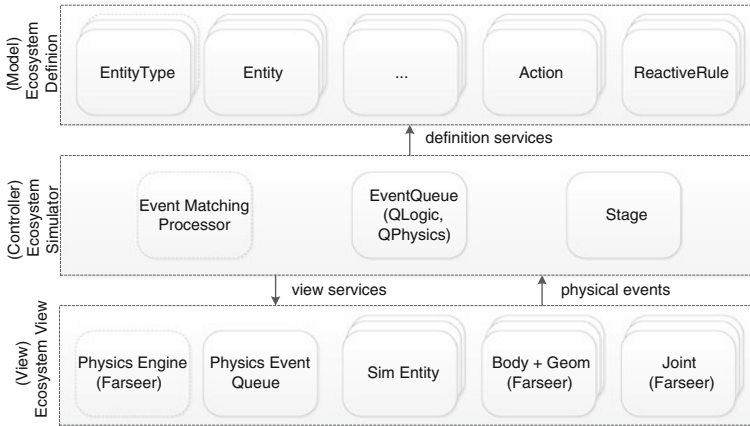 (Model)
Ecosystem
Definion
EntityType
Entity
...
Action
ReactiveRule
definition services
(Controller)
Ecosystem
Simulator
Event Matching
Processor
EventQueue
(QLogic,
QPhysics)
Stage
view services
physical events
(View)
Ecosystem View
Physics Engine
(Farseer)
Physics Event
Queue
Sim Entity
Body + Geom
(Farseer)
Joint
(Farseer)